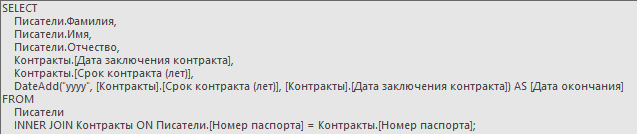 SELECT
Писатели.Фамилия,
Писатели.Имя,
Писатели.Отчество,
Контракты.[Дата заключения контракта],
Контракты.[Срок контракта (лет)],
DateAdd("yyyy", [Контракты].[Срок контракта (лет)], [Контракты].[Дата заключения контракта]) AS [Дата окончания]
FROM
Писатели
INNER JOIN Контракты ON Писатели.[Номер паспорта] = Контракты.[Номер паспорта];